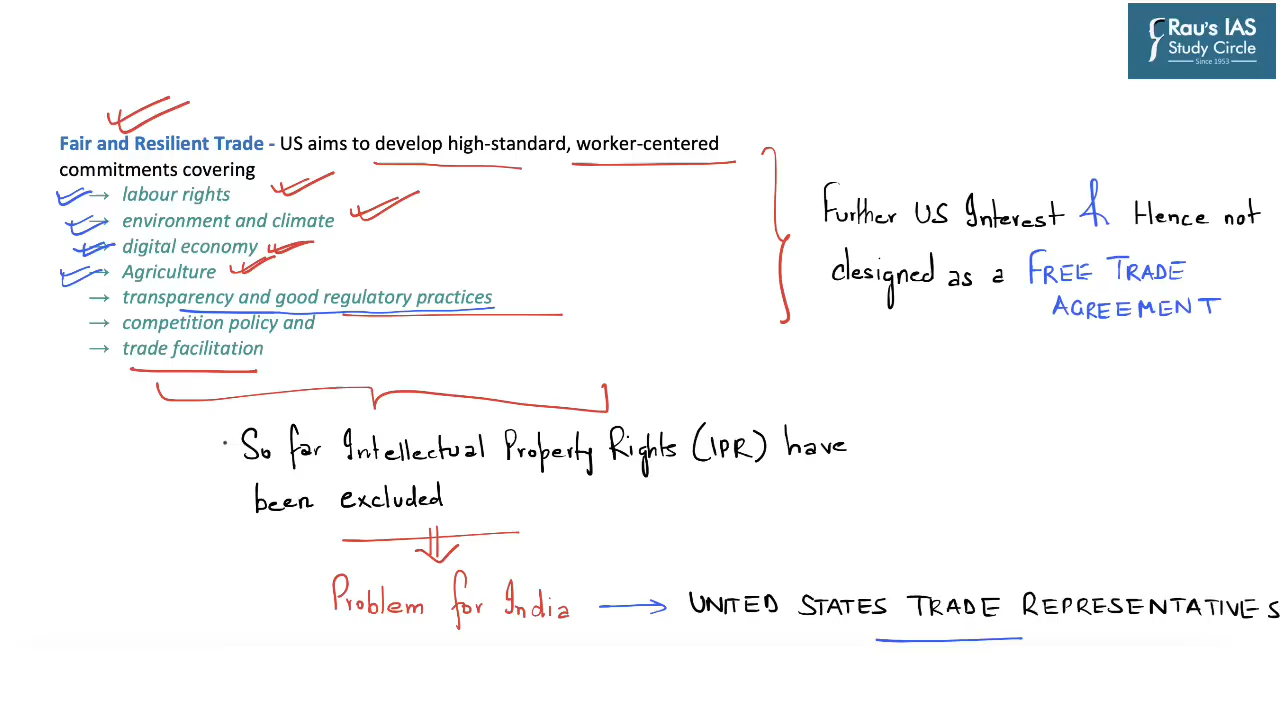 Rau's IAS
Study Circle
Since 1953
Fair and Resilient Trade - US aims to develop high-standard, worker-centered
commitments covering
→ labour rights
→ environment and climate
→ digital economy
→ Agriculture
→ transparency and good regulatory practices
→ competition policy and
→ trade facilitation
Further US Interest & Hence not
designed as a FREE TRADE
AGREEMENT
• So far Intellectual Property Rights (IPR) have
been excluded
Problem for India → UNITED STATES TRADE REPRESENTATIVES